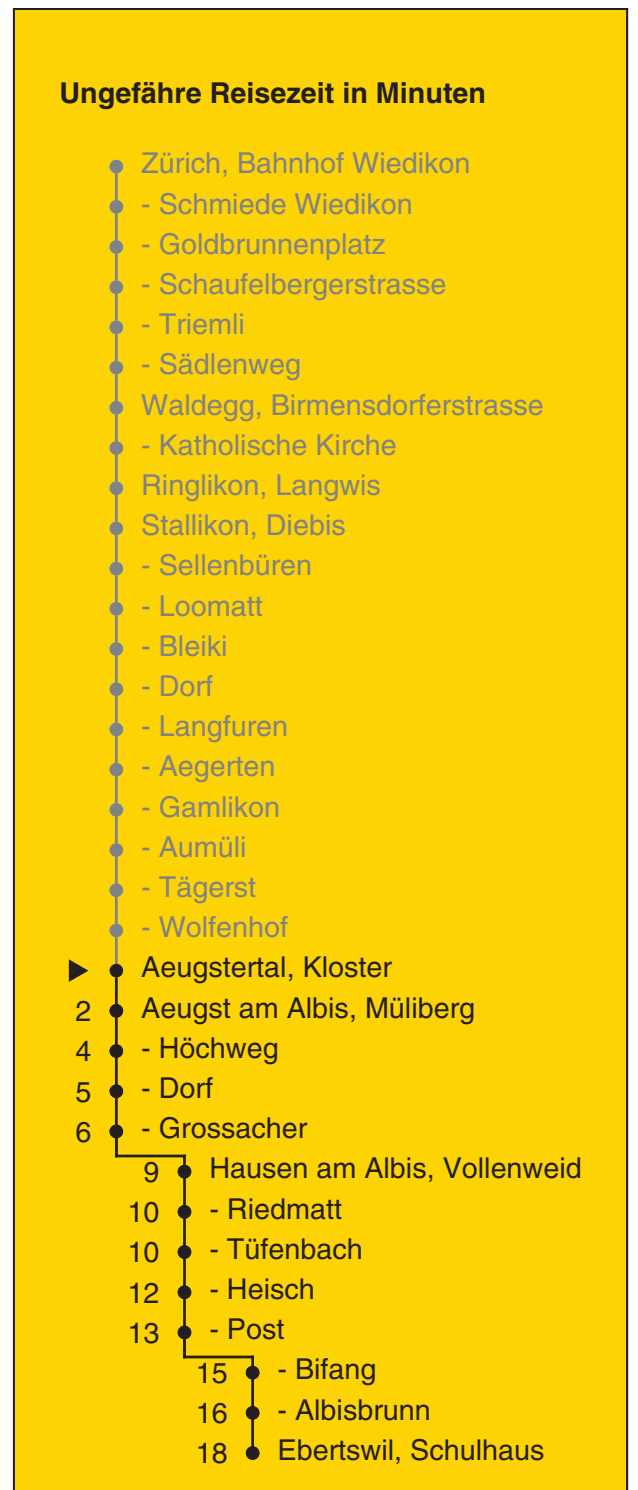 Ungefähre Reisezeit in Minuten
Zürich, Bahnhof Wiedikon
- Schmiede Wiedikon
- Goldbrunnenplatz
- Schaufelbergerstrasse
- Triemli
- Sädlenweg
Waldegg, Birmensdorferstrasse
- Katholische Kirche
Ringlikon, Langwis
Stallikon, Diebis
- Sellenbüren
- Loomatt
- Bleiki
- Dorf
- Langfuren
- Aegerten
- Gamlikon
- Aumüli
- Tägerst
- Wolfenhof
Aeugstertal, Kloster
2 Aeugst am Albis, Müliberg
4 - Höchweg
5 - Dorf
6 - Grossacher
9 Hausen am Albis, Vollenweid
10 - Riedmatt
10 - Tüfenbach
12 - Heisch
13 - Post
15 - Bifang
16 - Albisbrunn
18 Ebertswil, Schulhaus